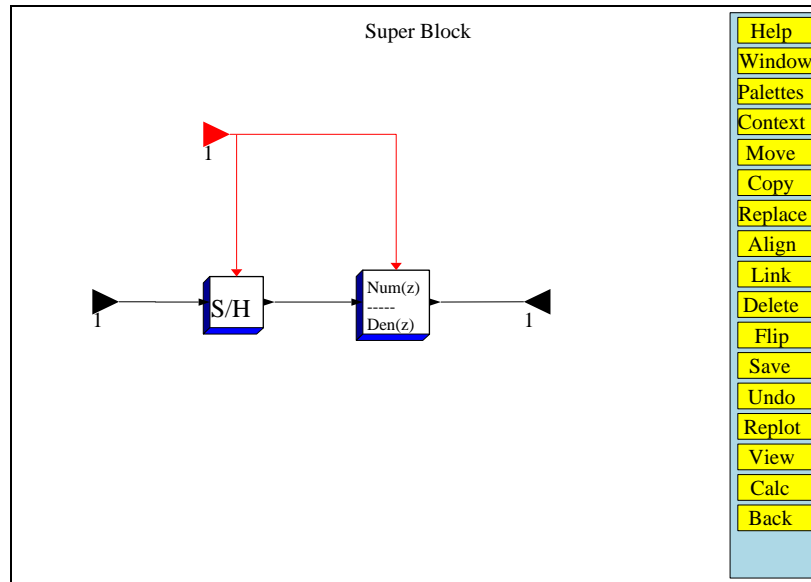 Super Block
1
1
S/H
Num(z)
-----
Den(z)
1
Help
Window
Palettes
Context
Move
Copy
Replace
Align
Link
Delete
Flip
Save
Undo
Replot
View
Calc
Back